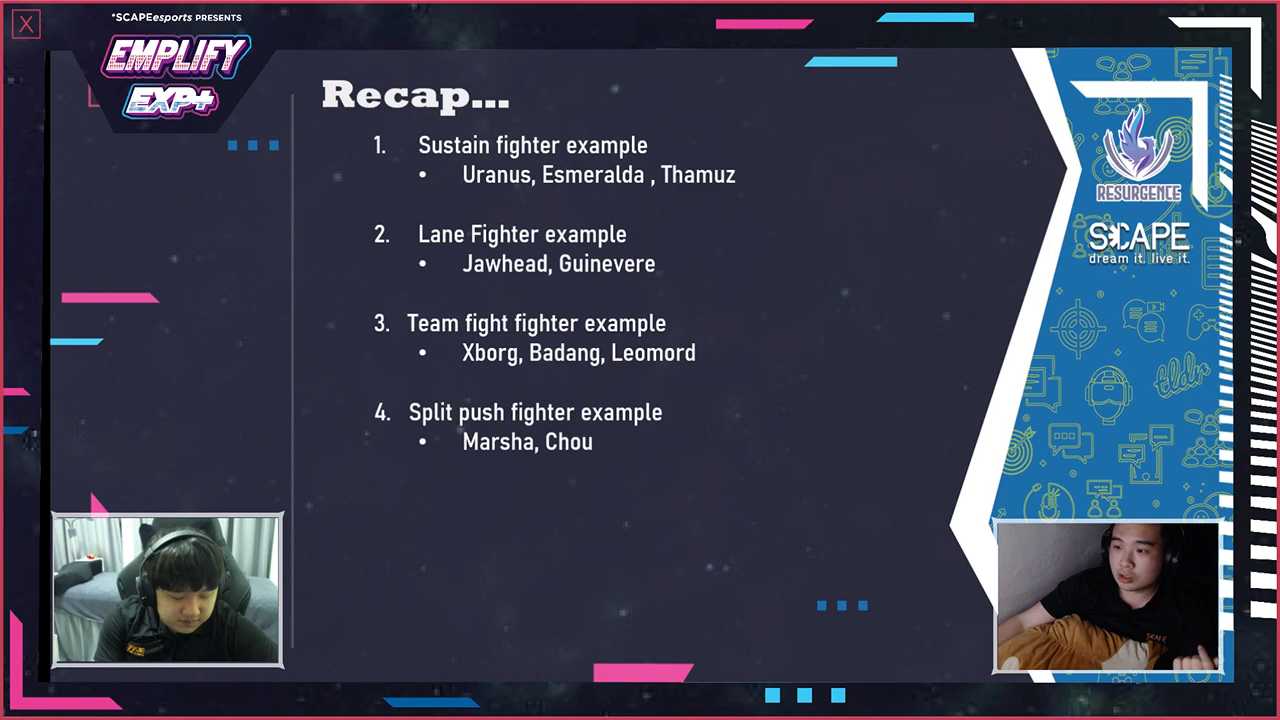 *SCAPEesports PRESENTS
EMPLIFY
EXP+
Recap...
1. Sustain fighter example
• Uranus, Esmeralda , Thamuz
2. Lane Fighter example
• Jawhead, Guinevere
3. Team fight fighter example
• Xborg, Badang, Leomord
4. Split push fighter example
• Marsha, Chou
RESURGENCE
S*CAPE
dream it. live it.
tldr
SCAPE